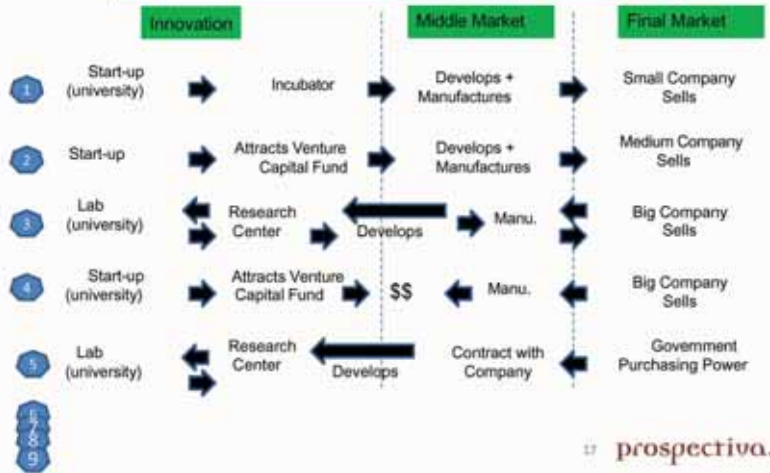 Innovation
Middle Market
Final Market
1
Start-up
(university)
Incubator
Develops +
Manufactures
Small Company
Sells
2
Start-up
Attracts Venture
Capital Fund
Develops +
Manufactures
Medium Company
Sells
3
Lab
(university)
Research
Center
Develops
Manu.
Big Company
Sells
4
Start-up
(university)
Attracts Venture
Capital Fund
$$
Manu.
Big Company
Sells
5
Lab
(university)
Research
Center
Develops
Contract with
Company
Government
Purchasing Power
6
7
8
9
17
prospectiva.